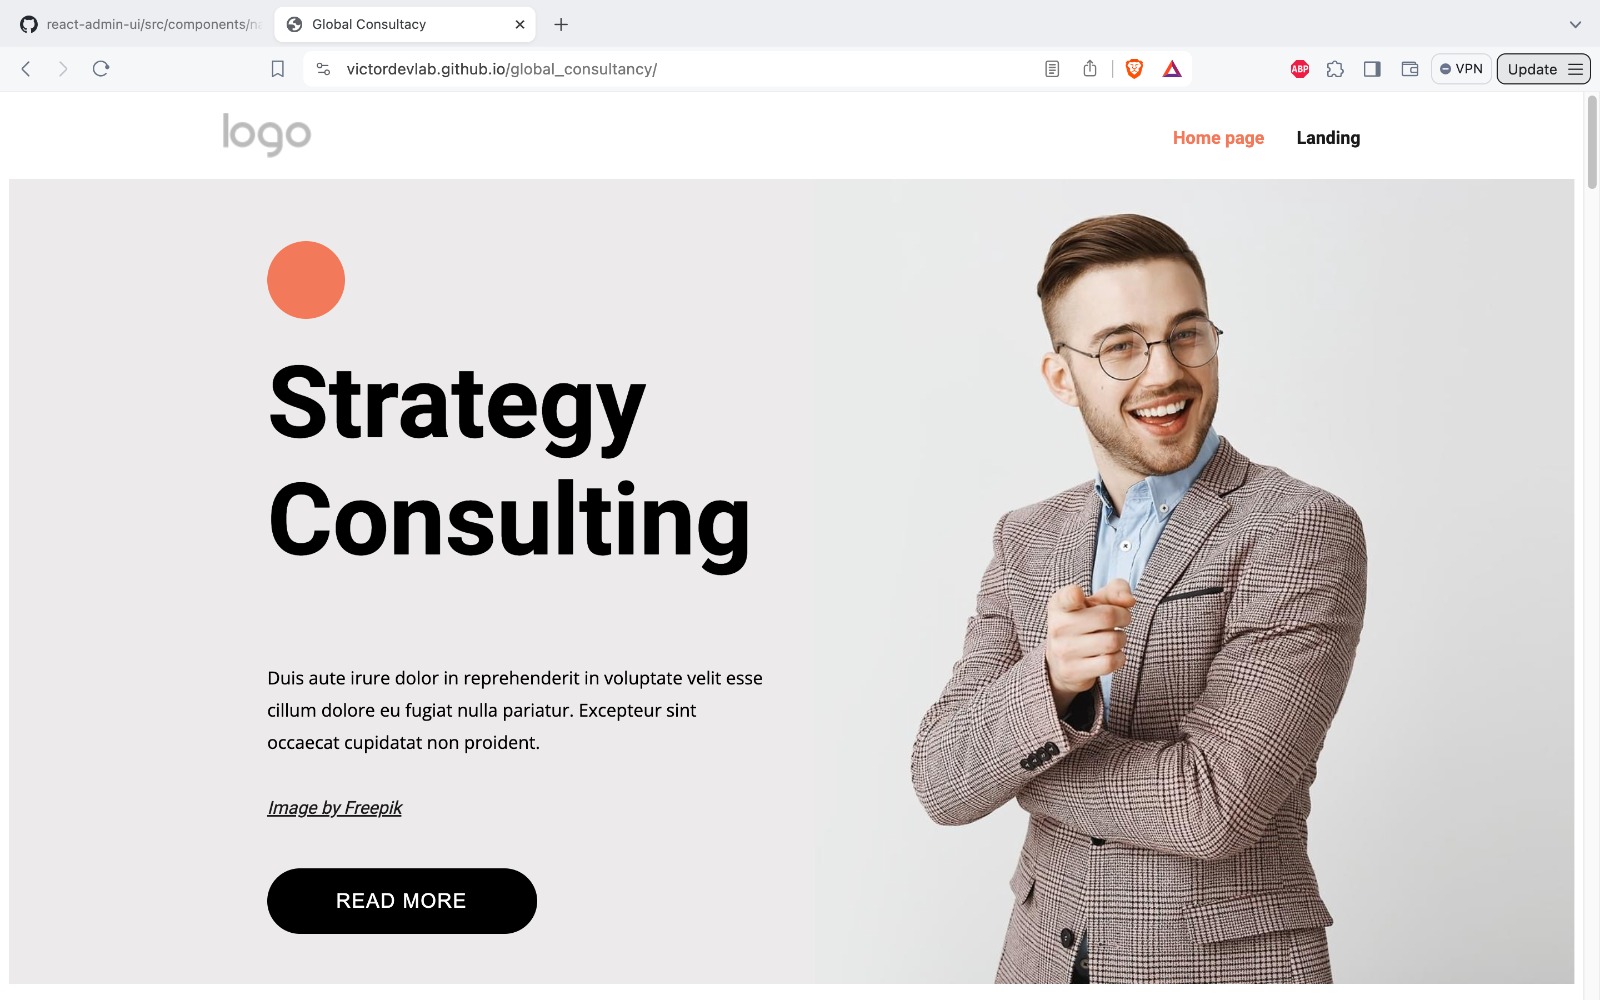 react-admin-ui/src/components/na
Global Consultacy
victordevlab.github.io/global_consultancy/
ABP
VPN
Update
logo
Home page
Landing
Strategy
Consulting
Duis aute irure dolor in reprehenderit in voluptate velit esse
cillum dolore eu fugiat nulla pariatur. Excepteur sint
occaecat cupidatat non proident.
Image by Freepik
READ MORE